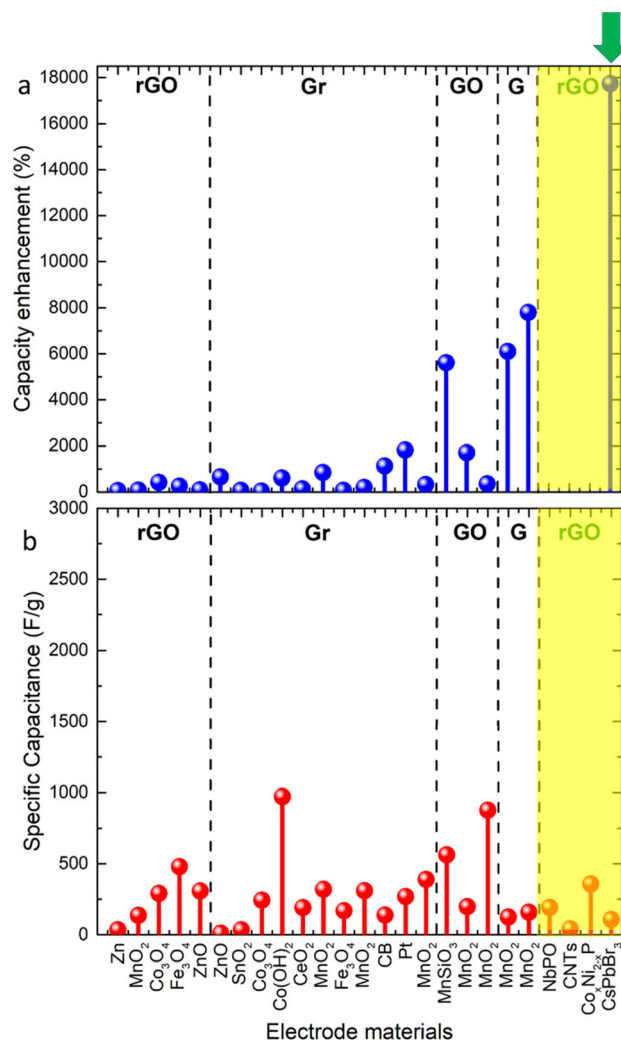 a
rGO Gr GO G rGO
18000
16000
14000
12000
10000
8000
6000
4000
2000
0
Capacity enhancement (%)
b
rGO Gr GO G rGO
3000
2500
2000
1500
1000
500
0
Specific Capacitance (F/g)
Zn
MnO₂
Co₃O₄
Fe₃O₄
ZnO
ZnO
SnO₂
Co₃O₄
Co(OH)₂
CeO₂
MnO₂
Fe₃O₄
MnO₂
CB
Pt
MnO₂
MnSiO₃
MnO₂
MnO₂
MnO₂
MnO₂
NbPO
CNTs
CoₓNi₂₋ₓP
CsPbBr₃
Electrode materials